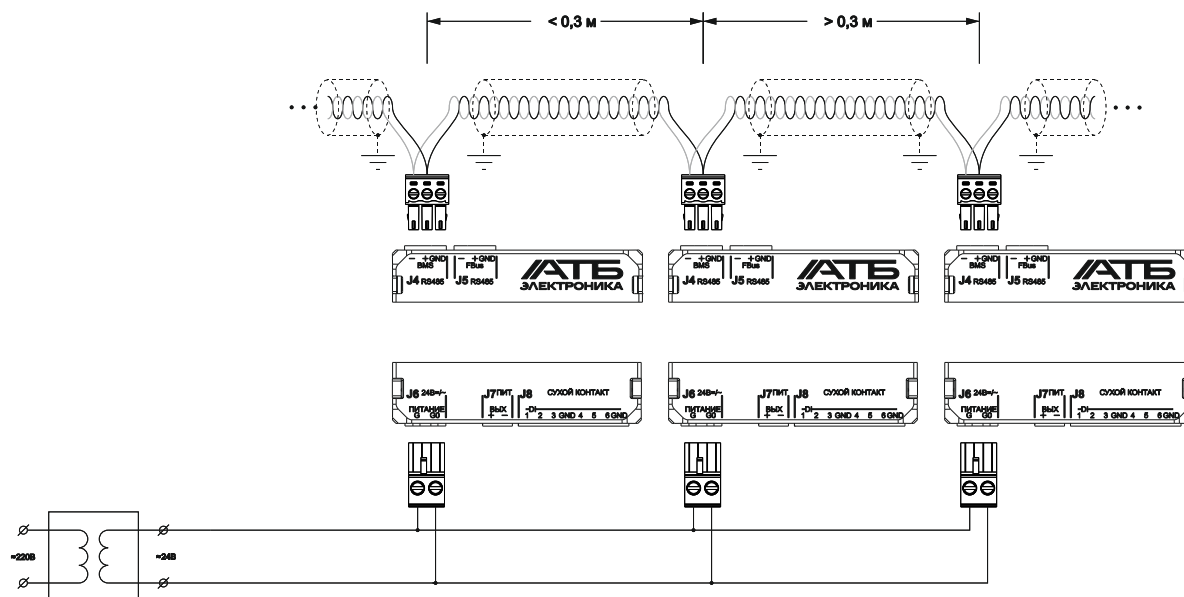 < 0,3 м
> 0,3 м
− +GND
BMS
J4 RS485
− +GND
FBus
J5 RS485
АТБ
ЭЛЕКТРОНИКА
− +GND
BMS
J4 RS485
− +GND
FBus
J5 RS485
АТБ
ЭЛЕКТРОНИКА
− +GND
BMS
J4 RS485
− +GND
FBus
J5 RS485
АТБ
ЭЛЕКТРОНИКА
J6 24В=/~
ПИТАНИЕ
G G0
J7 ПИТ
ВЫХ
+ −
J8 СУХОЙ КОНТАКТ
-DI
1 2 3 GND 4 5 6 GND
J6 24В=/~
ПИТАНИЕ
G G0
J7 ПИТ
ВЫХ
+ −
J8 СУХОЙ КОНТАКТ
-DI
1 2 3 GND 4 5 6 GND
J6 24В=/~
ПИТАНИЕ
G G0
J7 ПИТ
ВЫХ
+ −
J8 СУХОЙ КОНТАКТ
-DI
1 2 3 GND 4 5 6 GND
~220В
~24В